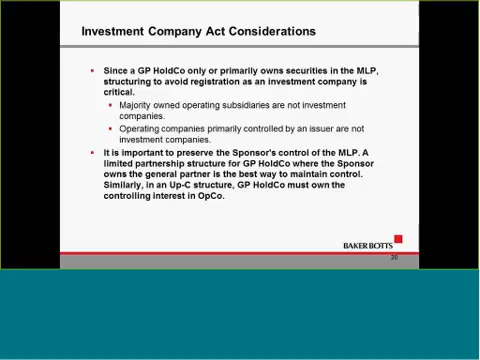 Investment Company Act Considerations
Since a GP HoldCo only or primarily owns securities in the MLP,
structuring to avoid registration as an investment company is
critical.
Majority owned operating subsidiaries are not investment
companies.
Operating companies primarily controlled by an issuer are not
investment companies.
It is important to preserve the Sponsor's control of the MLP. A
limited partnership structure for GP HoldCo where the Sponsor
owns the general partner is the best way to maintain control.
Similarly, in an Up-C structure, GP HoldCo must own the
controlling interest in OpCo.
BAKER BOTTS
26